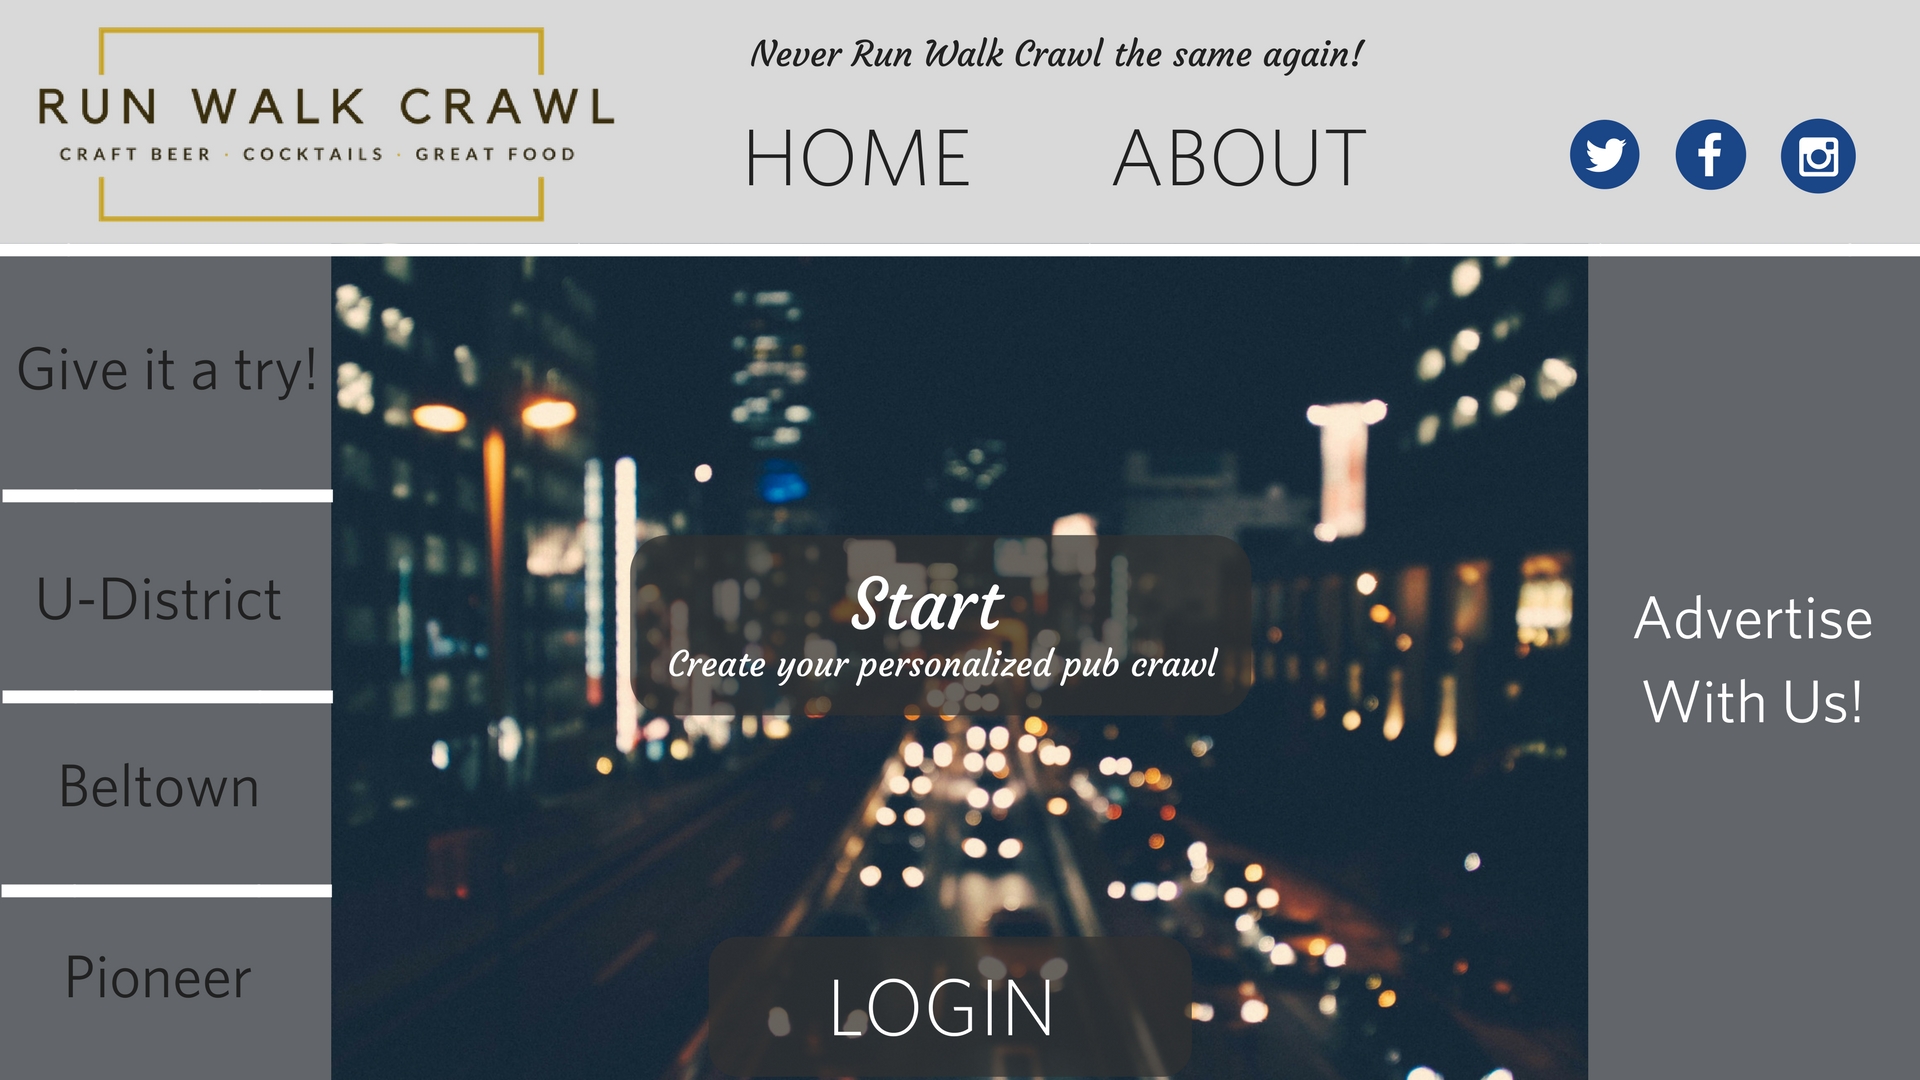 RUN WALK CRAWL
CRAFT BEER · COCKTAILS · GREAT FOOD
Never Run Walk Crawl the same again!
HOME
ABOUT
Give it a try!
U-District
Beltown
Pioneer
Start
Create your personalized pub crawl
LOGIN
Advertise
With Us!